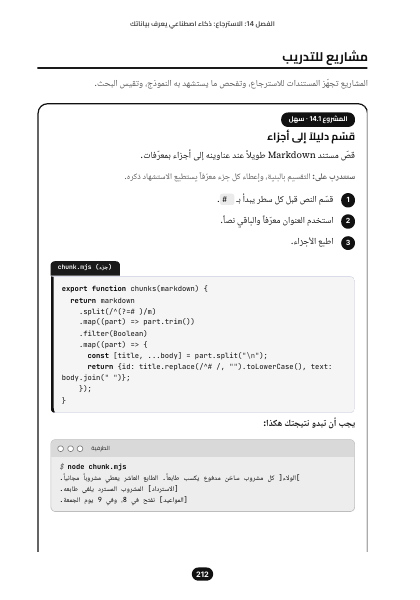 الفصل 14: الاسترجاع: ذكاء اصطناعي يعرف بياناتك
مشاريع للتدريب
المشاريع تجهّز المستندات للاسترجاع، وتفحص ما يستشهد به النموذج، وتقيس البحث.
المشروع 14.1 · سهل
قسّم دليلًا إلى أجزاء
قصّ مستند Markdown طويلًا عند عناوينه إلى أجزاء بمعرّفات.
ستتدرب على: التقسيم بالبنية، وإعطاء كل جزء معرّفًا يستطيع الاستشهاد ذكره.
1 قسّم النص قبل كل سطر يبدأ بـ # .
2 استخدم العنوان معرّفًا والباقي نصًا.
3 اطبع الأجزاء.
chunk.mjs (جزء)
export function chunks(markdown) {
return markdown
.split(/^(?=# )/m)
.map((part) => part.trim())
.filter(Boolean)
.map((part) => {
const [title, ...body] = part.split("\n");
return {id: title.replace(/^# /, "").toLowerCase(), text:
body.join(" ")};
});
}
يجب أن تبدو نتيجتك هكذا:
الطرفية
$ node chunk.mjs
[الولاء] كل مشروب ساخن مدفوع يكسب طابعاً. الطابع العاشر يعطي مشروباً مجانياً.
[الاسترداد] المشروب المسترد يلغي طابعه.
[المواعيد] نفتح في 8، وفي 9 يوم الجمعة.
212